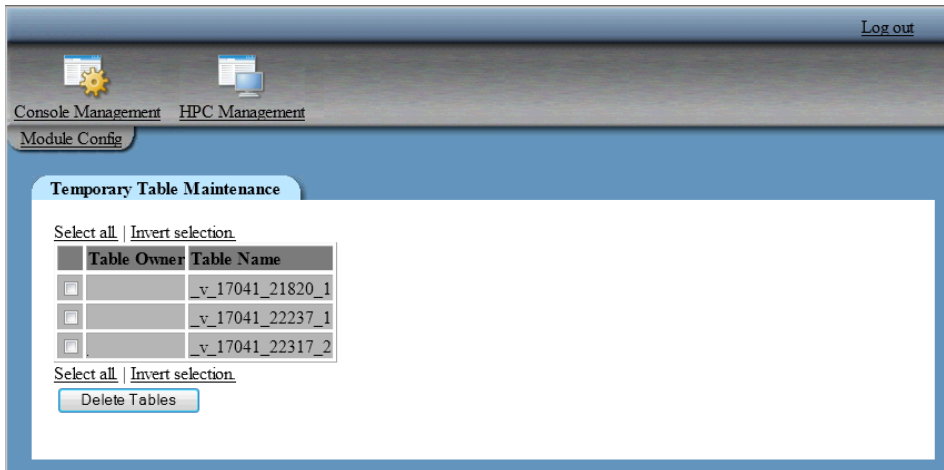 Log out
Console Management HPC Management
Module Config
Temporary Table Maintenance
Select all. | Invert selection.
Table Owner Table Name
_v_17041_21820_1
_v_17041_22237_1
_v_17041_22317_2
Select all. | Invert selection.
Delete Tables